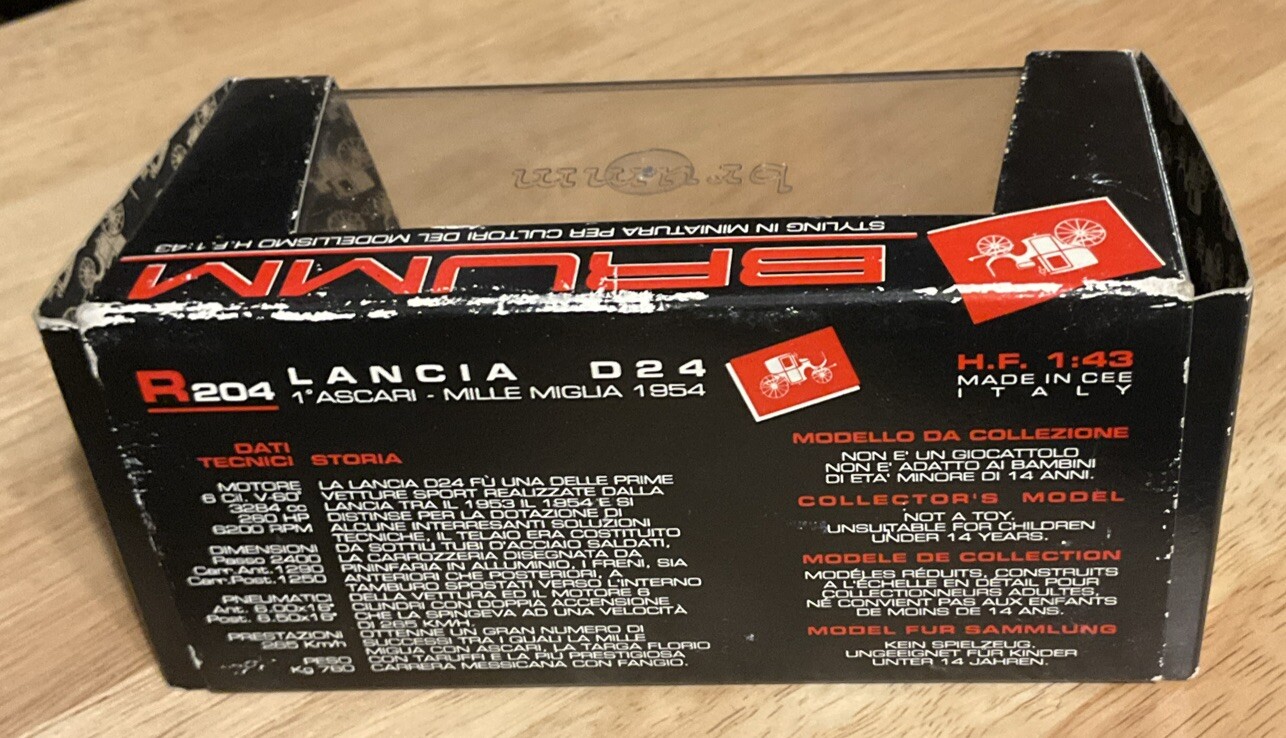 brumm
STYLING IN MINIATURA PER CULTORI DEL MODELLISMO H.F. 1:43
BRUMM
R204
LANCIA D24
1° ASCARI - MILLE MIGLIA 1954
H.F. 1:43
MADE IN CEE
ITALY
DATI
TECNICI
MOTORE
6 Cil. V-60°
3284 cc
260 HP
6200 RPM
DIMENSIONI
Passo 2400
Carr.Ant. 1290
Carr.Post. 1250
PNEUMATICI
Ant. 6.00x16"
Post. 6.50x16"
PRESTAZIONI
265 Km/h
PESO
Kg 760
STORIA
LA LANCIA D24 FÙ UNA DELLE PRIME
VETTURE SPORT REALIZZATE DALLA
LANCIA TRA IL 1953 IL 1954 E SI
DISTINSE PER LA DOTAZIONE DI
ALCUNE INTERRESANTI SOLUZIONI
TECNICHE, IL TELAIO ERA COSTITUITO
DA SOTTIU TUBI D'ACCIAO SALDATI,
LA CARROZZERIA DISEGNATA DA
PININFARIA IN ALLUMINIO, I FRENI, SIA
ANTERIORI CHE POSTERIORI, A
TAMBURO SPOSTATI VERSO L'INTERNO
DELLA VETTURA ED IL MOTORE 6
CILINDRI CON DOPPIA ACCENSIONE
CHE LA SPINGEVA AD UNA VELOCITÀ
DI 265 KM/H.
OTTENNE UN GRAN NUMERO DI
SUCCESSI TRA I QUALI LA MILLE
MIGLIA CON ASCARI, LA TARGA FLORIO
CON TARUFFI E LA PIÙ PRESTIGIOSA
CARRERA MESSICANA CON FANGIO.
MODELLO DA COLLEZIONE
NON E' UN GIOCATTOLO
NON E' ADATTO AI BAMBINI
DI ETA' MINORE DI 14 ANNI.
COLLECTOR'S MODEL
NOT A TOY.
UNSUITABLE FOR CHILDREN
UNDER 14 YEARS.
MODELE DE COLLECTION
MODÈLES RÉDUITS, CONSTRUITS
A L'ÉCHELLE EN DÉTAIL POUR
COLLECTIONNEURS ADULTES,
NE CONVIENT PAS AUX ENFANTS
DE MOINS DE 14 ANS.
MODEL FUR SAMMLUNG
KEIN SPIELZEUG.
UNGEEIGNET FÜR KINDER
UNTER 14 JAHREN.